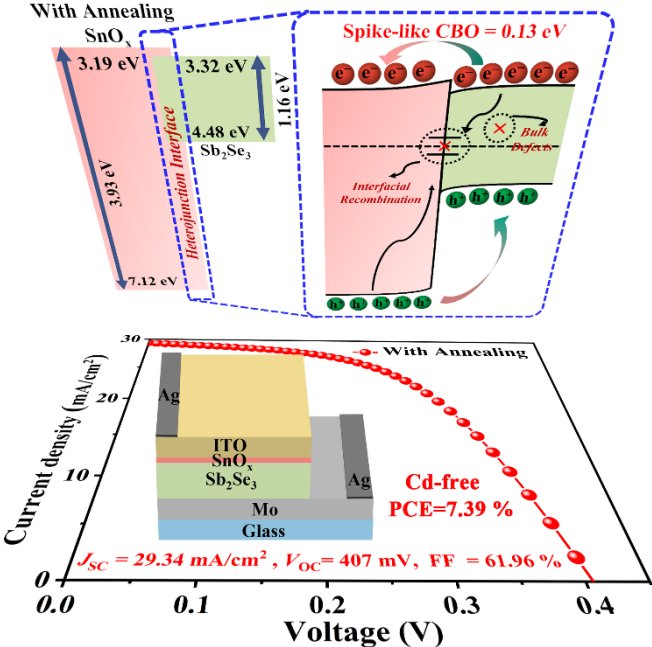 With Annealing
SnOₓ
3.19 eV
3.32 eV
1.16 eV
4.48 eV
Sb₂Se₃
3.93 eV
Heterojunction Interface
7.12 eV
Spike-like CBO = 0.13 eV
e⁻ e⁻ e⁻ e⁻ e⁻ e⁻ e⁻ e⁻ e⁻
Bulk
Defects
Interfacial
Recombination
h⁺ h⁺ h⁺ h⁺
h⁺ h⁺ h⁺ h⁺ h⁺
30
20
10
0
Current density (mA/cm²)
With Annealing
Ag
ITO
SnOₓ
Sb₂Se₃
Ag
Mo
Glass
Cd-free
PCE=7.39 %
J_SC = 29.34 mA/cm² , V_OC= 407 mV, FF = 61.96 %
0.0 0.1 0.2 0.3 0.4
Voltage (V)